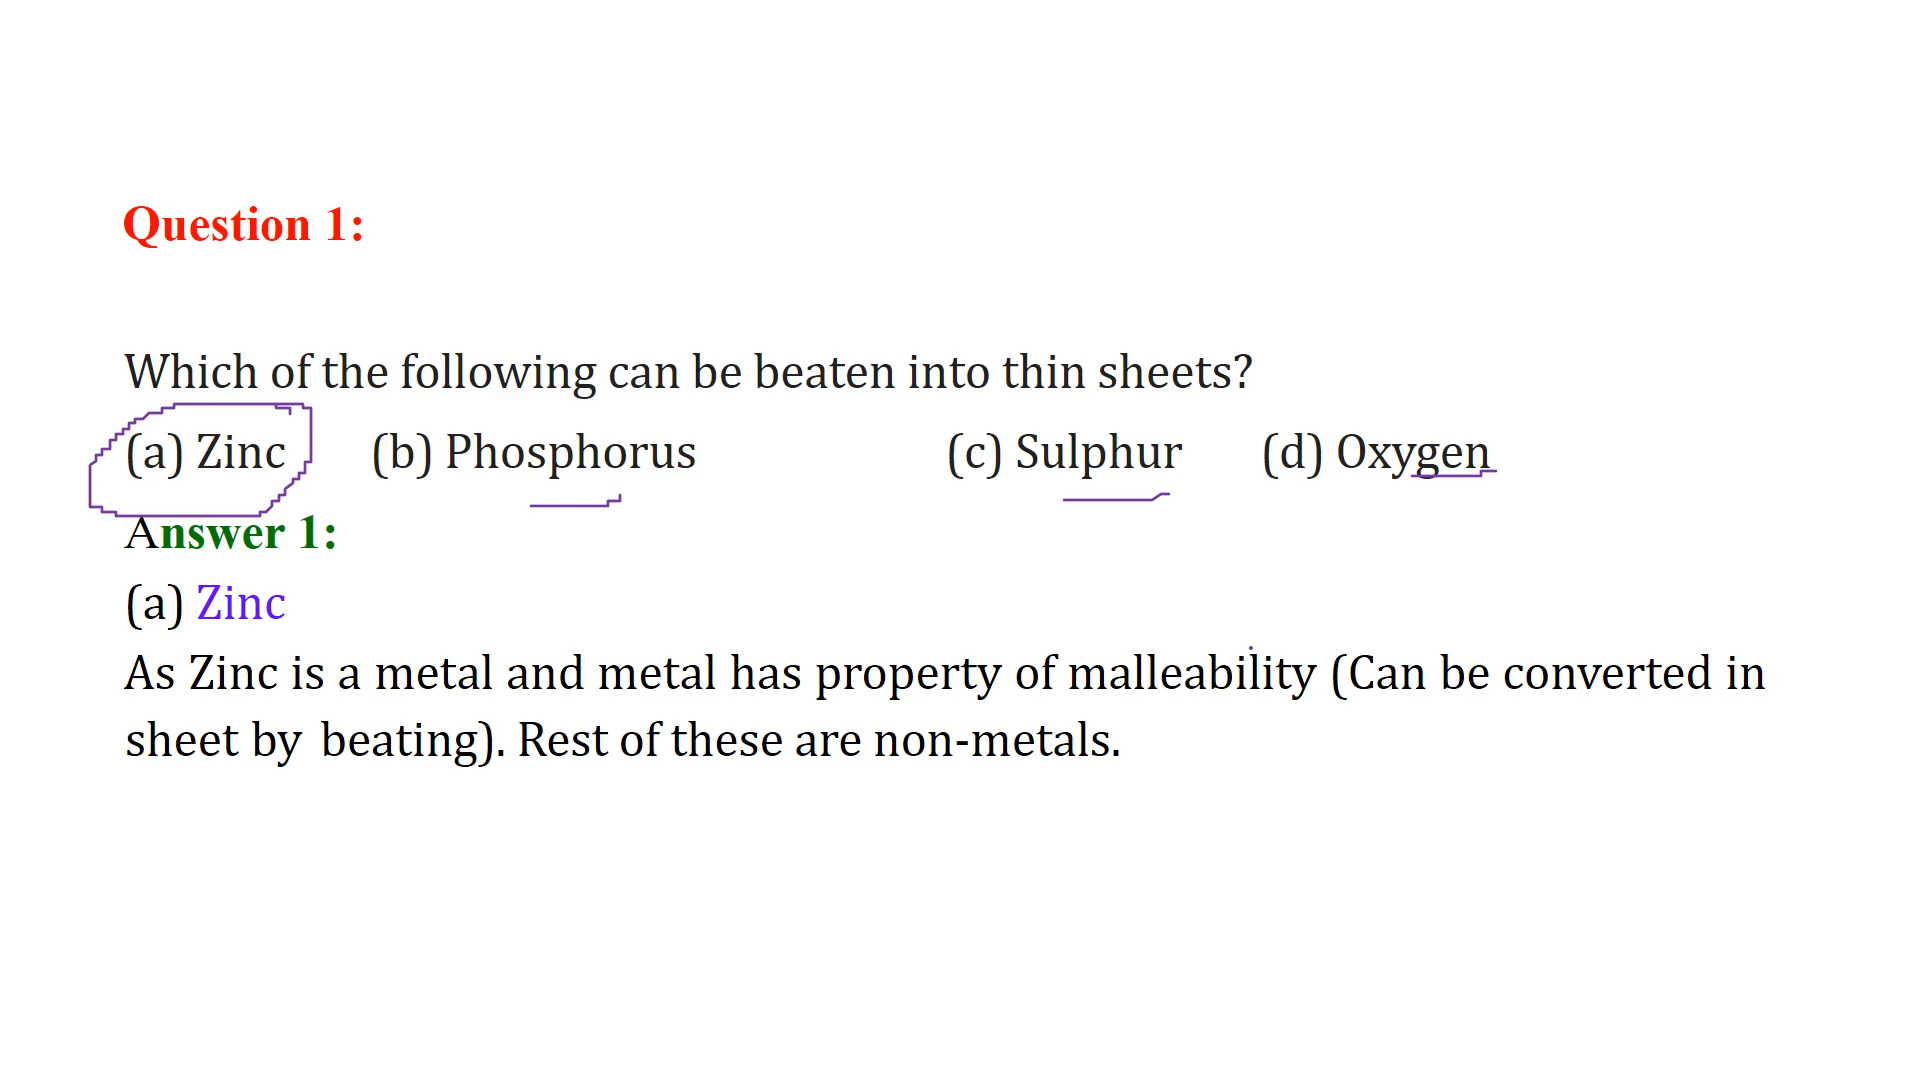 Question 1:
Which of the following can be beaten into thin sheets?
(a) Zinc (b) Phosphorus (c) Sulphur (d) Oxygen
Answer 1:
(a) Zinc
As Zinc is a metal and metal has property of malleability (Can be converted in
sheet by beating). Rest of these are non-metals.